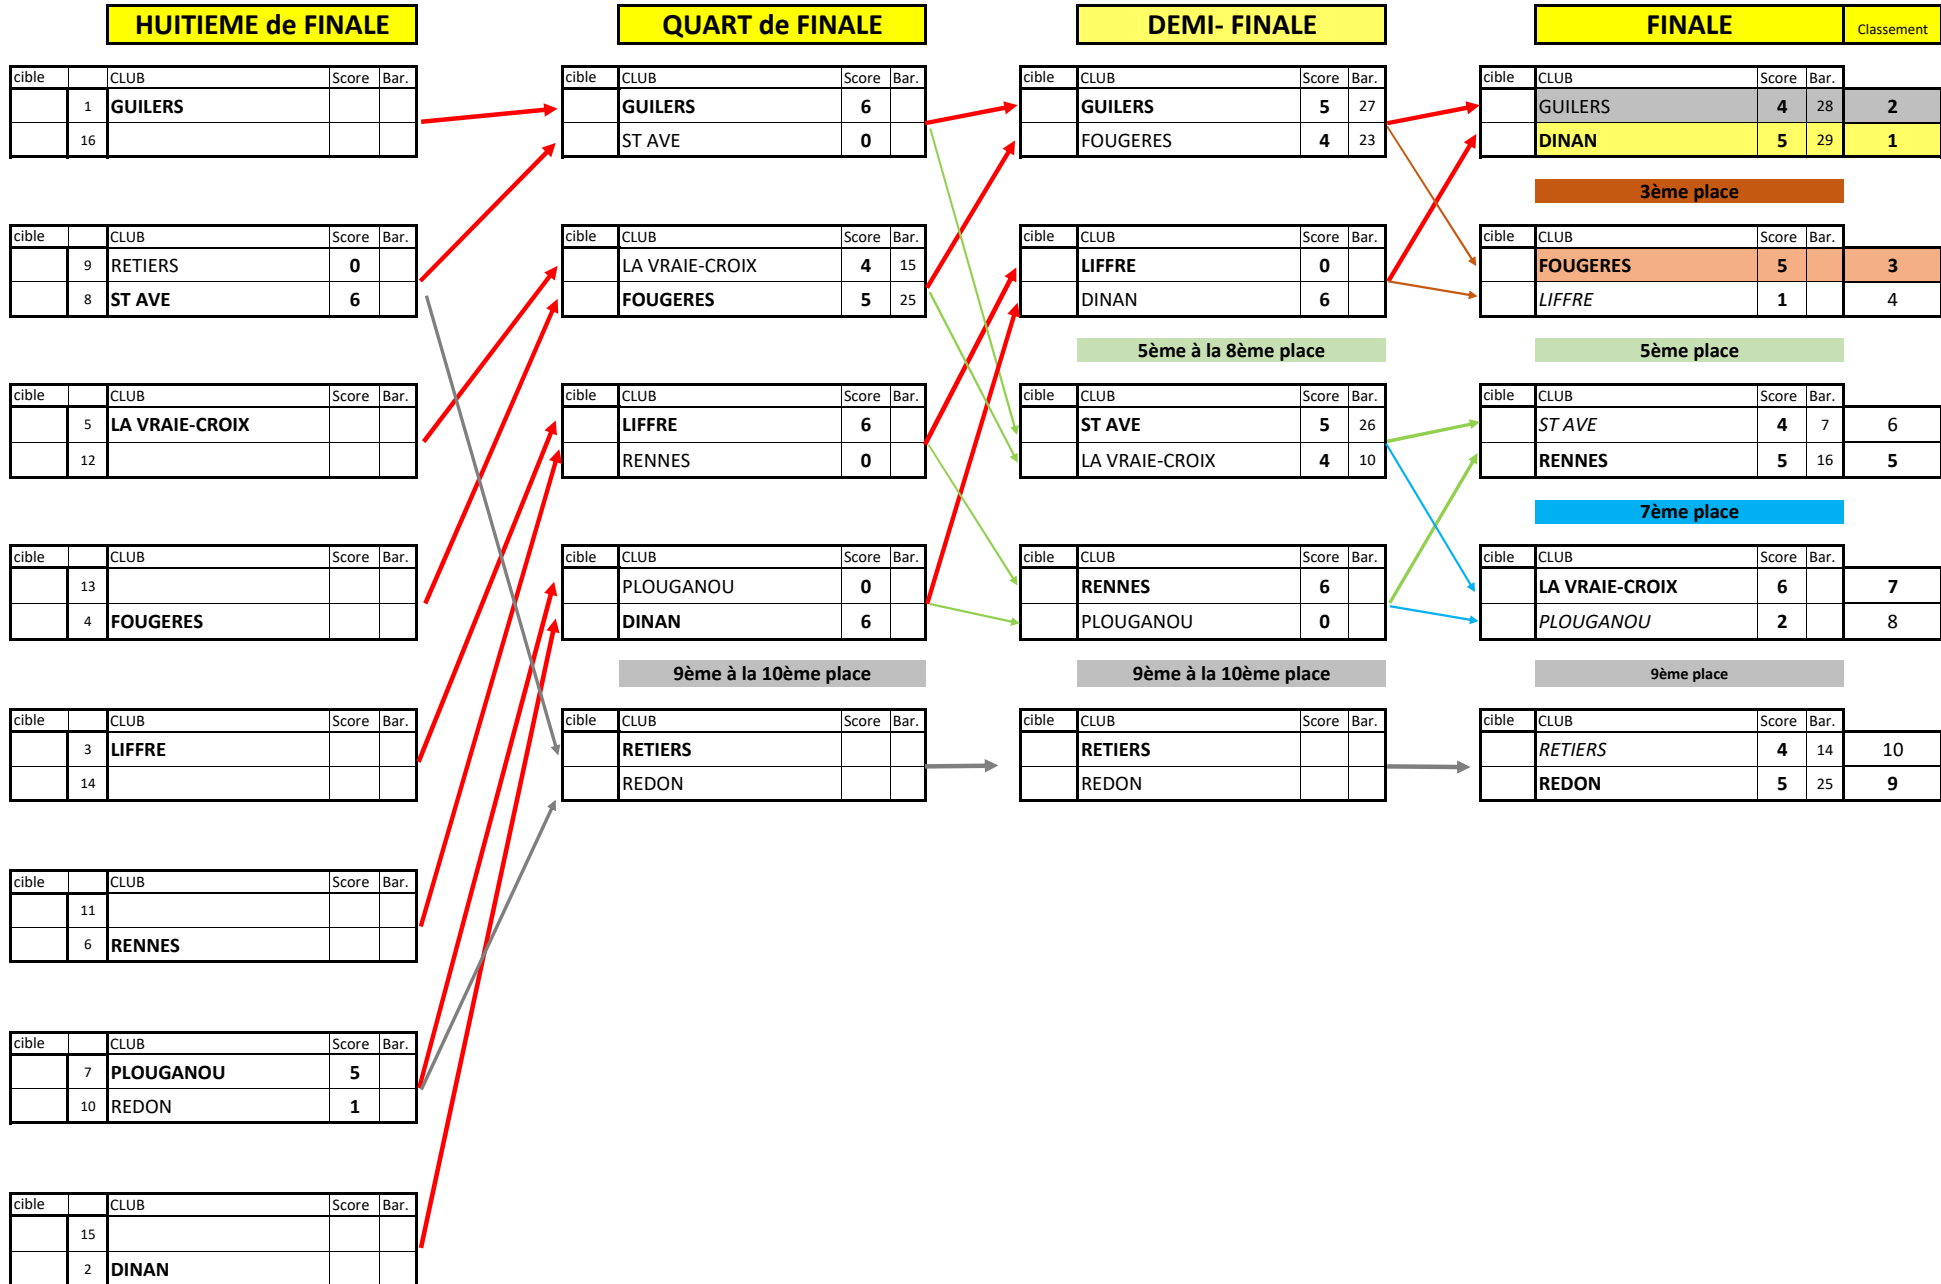 HUITIEME de FINALE QUART de FINALE DEMI- FINALE FINALE Classement
cible CLUB Score Bar. cible CLUB Score Bar. cible CLUB Score Bar. cible CLUB Score Bar.
1 GUILERS GUILERS 6 GUILERS 5 27 GUILERS 4 28 2
16 ST AVE 0 FOUGERES 4 23 DINAN 5 29 1
3ème place
cible CLUB Score Bar. cible CLUB Score Bar. cible CLUB Score Bar. cible CLUB Score Bar.
9 RETIERS 0 LA VRAIE-CROIX 4 15 LIFFRE 0 FOUGERES 5 3
8 ST AVE 6 FOUGERES 5 25 DINAN 6 LIFFRE 1 4
5ème à la 8ème place 5ème place
cible CLUB Score Bar. cible CLUB Score Bar. cible CLUB Score Bar. cible CLUB Score Bar.
5 LA VRAIE-CROIX LIFFRE 6 ST AVE 5 26 ST AVE 4 7 6
12 RENNES 0 LA VRAIE-CROIX 4 10 RENNES 5 16 5
7ème place
cible CLUB Score Bar. cible CLUB Score Bar. cible CLUB Score Bar. cible CLUB Score Bar.
13 PLOUGANOU 0 RENNES 6 LA VRAIE-CROIX 6 7
4 FOUGERES DINAN 6 PLOUGANOU 0 PLOUGANOU 2 8
9ème à la 10ème place 9ème à la 10ème place 9ème place
cible CLUB Score Bar. cible CLUB Score Bar. cible CLUB Score Bar. cible CLUB Score Bar.
3 LIFFRE RETIERS RETIERS RETIERS 4 14 10
14 REDON REDON REDON 5 25 9
cible CLUB Score Bar.
11
6 RENNES
cible CLUB Score Bar.
7 PLOUGANOU 5
10 REDON 1
cible CLUB Score Bar.
15
2 DINAN